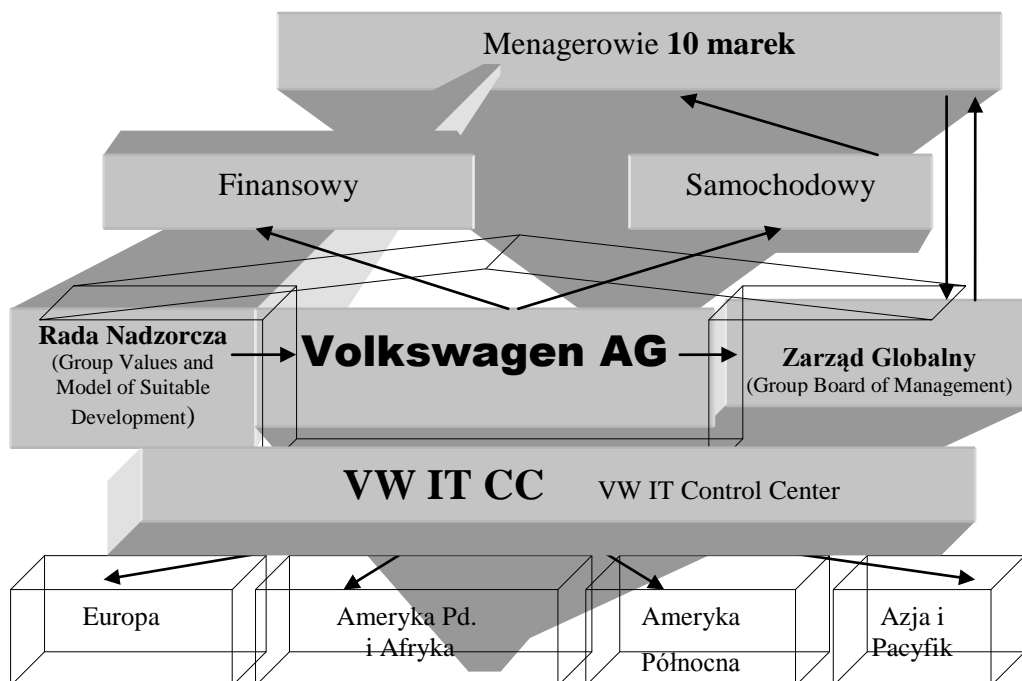 Menagerowie 10 marek
Finansowy
Samochodowy
Rada Nadzorcza
(Group Values and
Model of Suitable
Development)
Volkswagen AG
Zarząd Globalny
(Group Board of Management)
VW IT CC VW IT Control Center
Europa
Ameryka Pd.
i Afryka
Ameryka
Północna
Azja i
Pacyfik